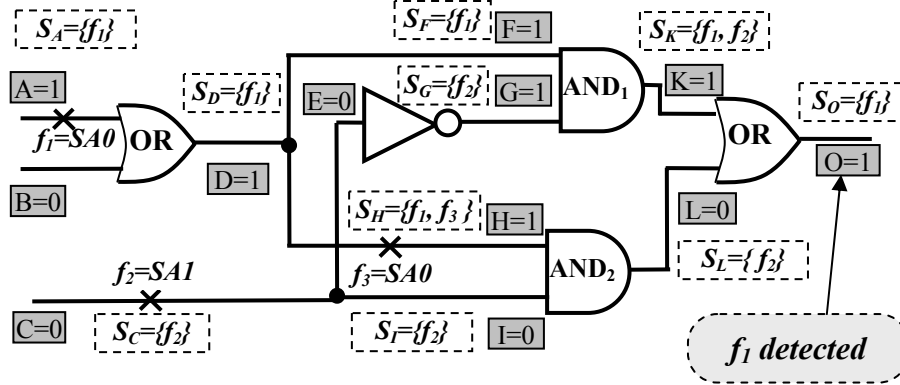 S_A={f_1}
A=1
f_1=SA0
B=0
OR
S_D={f_1}
D=1
S_F={f_1}
F=1
E=0
S_G={f_2}
G=1
AND_1
S_K={f_1, f_2}
K=1
OR
S_O={f_1}
O=1
S_H={f_1, f_3 }
H=1
f_3=SA0
AND_2
L=0
S_L={ f_2}
f_2=SA1
C=0
S_C={f_2}
S_I={f_2}
I=0
f_1 detected